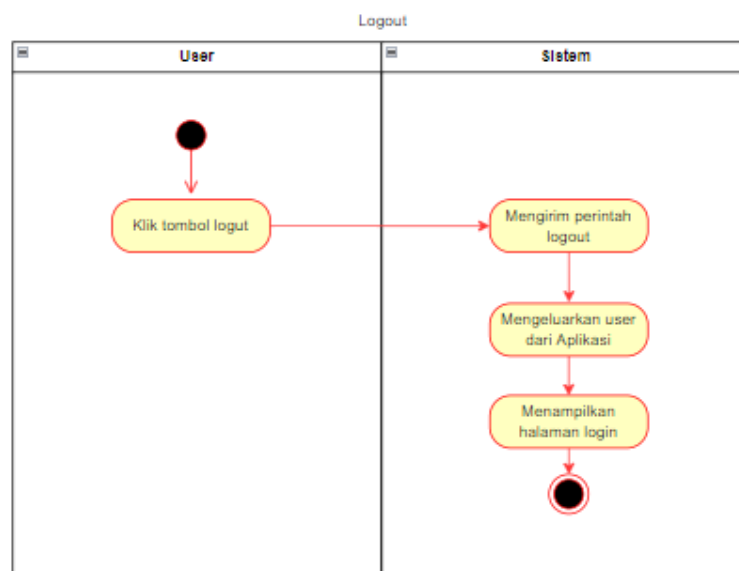 Logout
User
Sistem
Klik tombol logut
Mengirim perintah
logout
Mengeluarkan user
dari Aplikasi
Menampilkan
halaman login